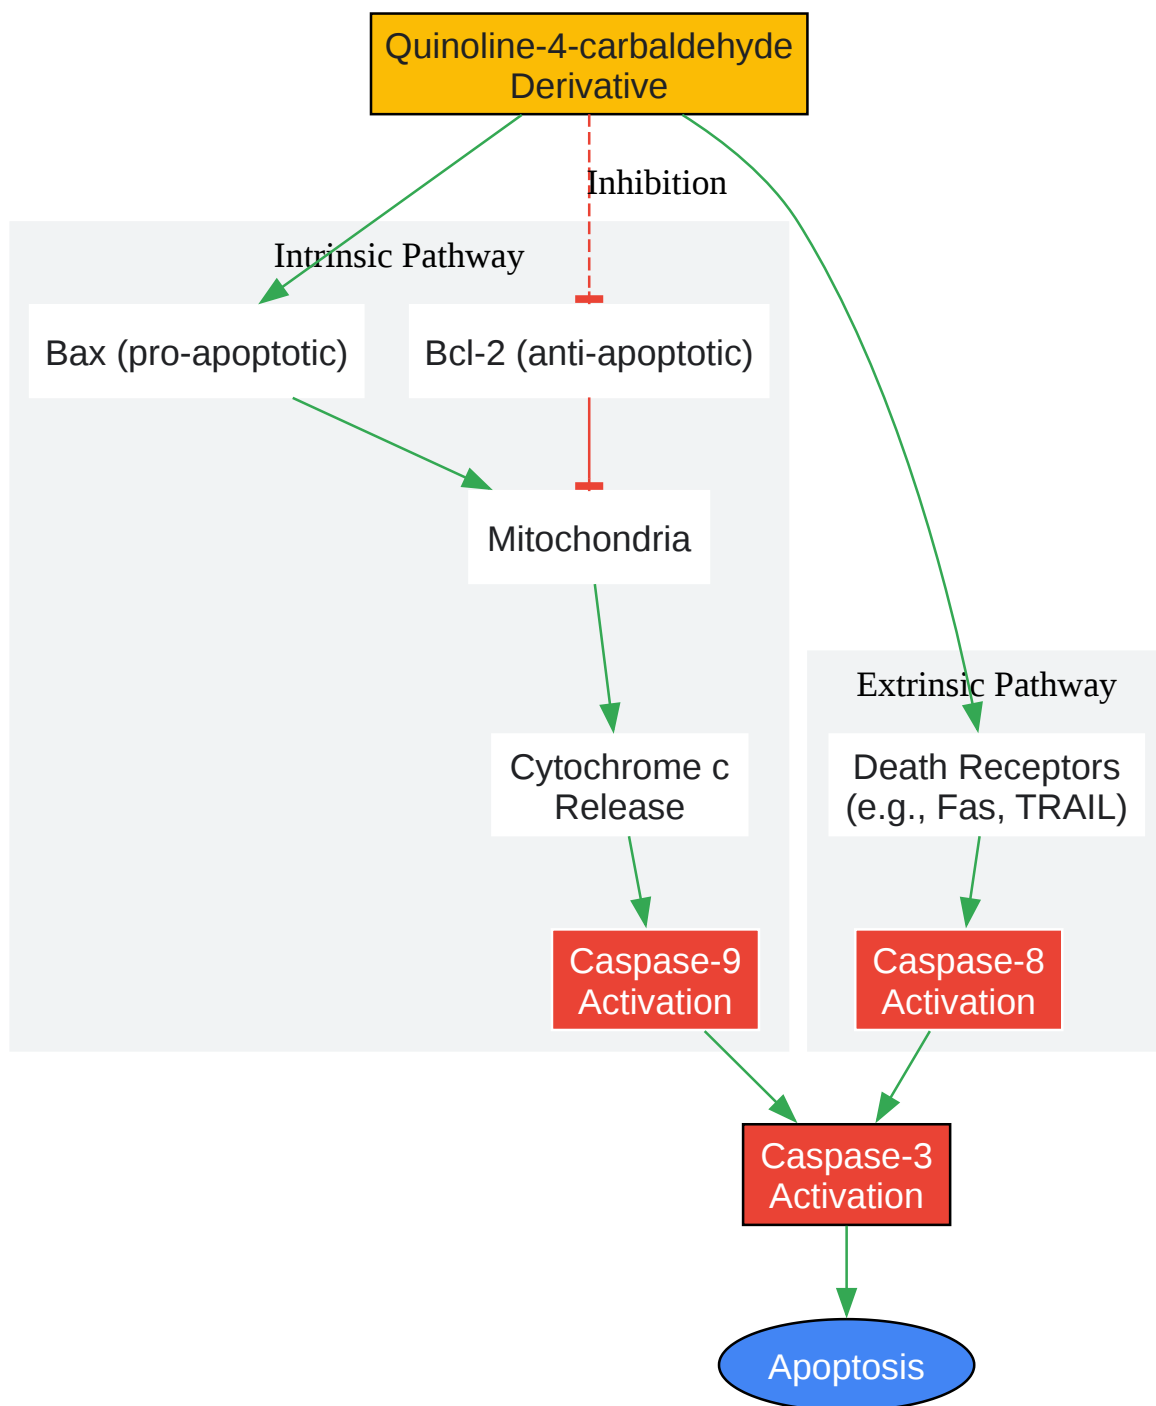 Quinoline-4-carbaldehyde
Derivative
Inhibition
Intrinsic Pathway
Bax (pro-apoptotic)
Bcl-2 (anti-apoptotic)
Mitochondria
Extrinsic Pathway
Cytochrome c
Release
Death Receptors
(e.g., Fas, TRAIL)
Caspase-9
Activation
Caspase-8
Activation
Caspase-3
Activation
Apoptosis